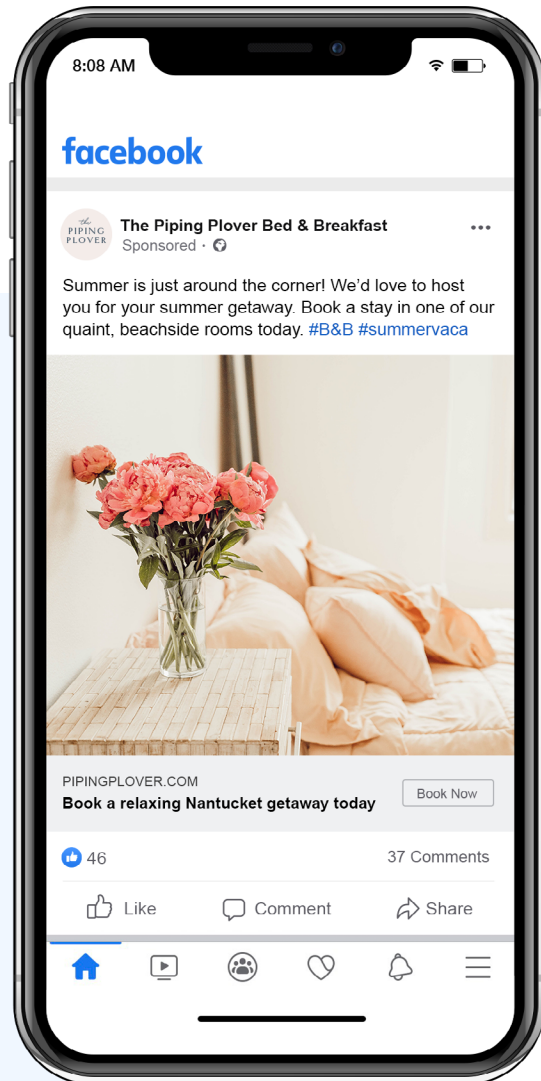 8:08 AM
facebook
the
PIPING
PLOVER
The Piping Plover Bed & Breakfast
Sponsored ·
Summer is just around the corner! We’d love to host
you for your summer getaway. Book a stay in one of our
quaint, beachside rooms today. #B&B #summervaca
PIPINGPLOVER.COM
Book a relaxing Nantucket getaway today
Book Now
46
37 Comments
Like
Comment
Share